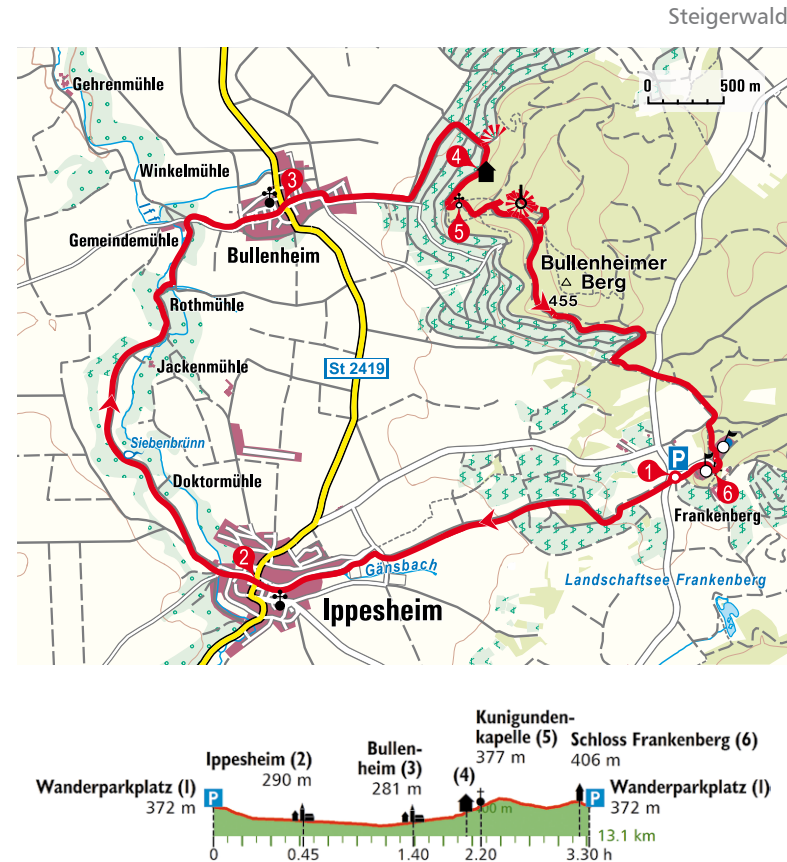 Steigerwald
Gehrenmühle
0 500 m
Winkelmühle
4
3
5
Gemeindemühle
Bullenheim
Bullenheimer
Berg
455
Rothmühle
Jackenmühle
St 2419
Siebenbrünn
Doktormühle
1
P
6
Frankenberg
2
Gänsbach
Landschaftsee Frankenberg
Ippesheim
Kunigunden-
kapelle (5)
377 m
Schloss Frankenberg (6)
406 m
Bullen-
heim (3)
281 m
Ippesheim (2)
290 m
(4)
Wanderparkplatz (I)
372 m
P
P
Wanderparkplatz (I)
372 m
13.1 km
0 0.45 1.40 2.20 3.30 h